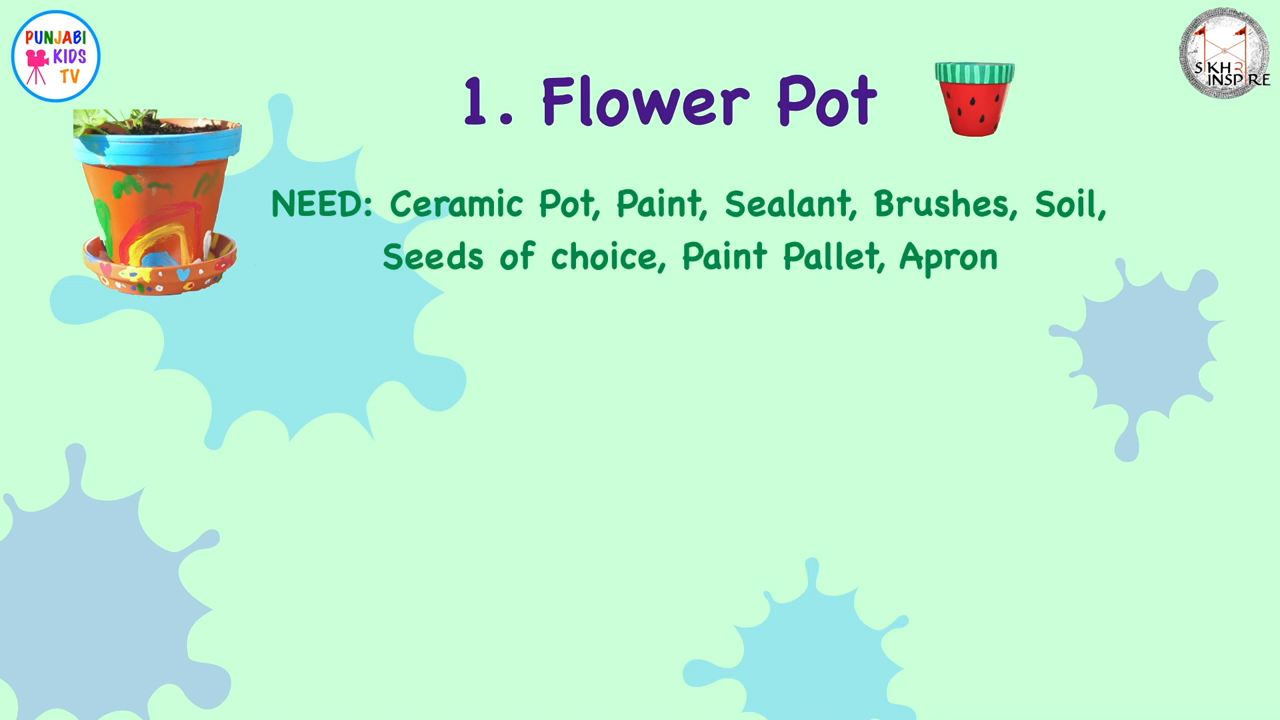 PUNJABI
KIDS
TV
1. Flower Pot
SIKH 2
INSPIRE
NEED: Ceramic Pot, Paint, Sealant, Brushes, Soil,
Seeds of choice, Paint Pallet, Apron